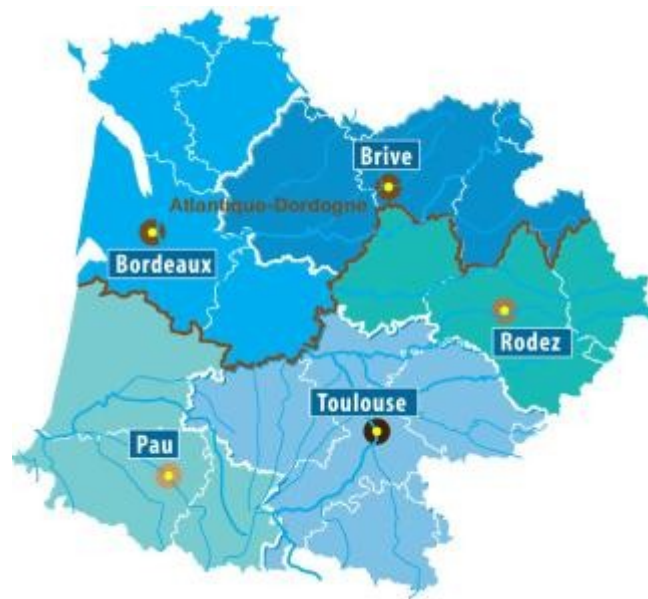 Brive
Atlantique-Dordogne
Bordeaux
Rodez
Toulouse
Pau